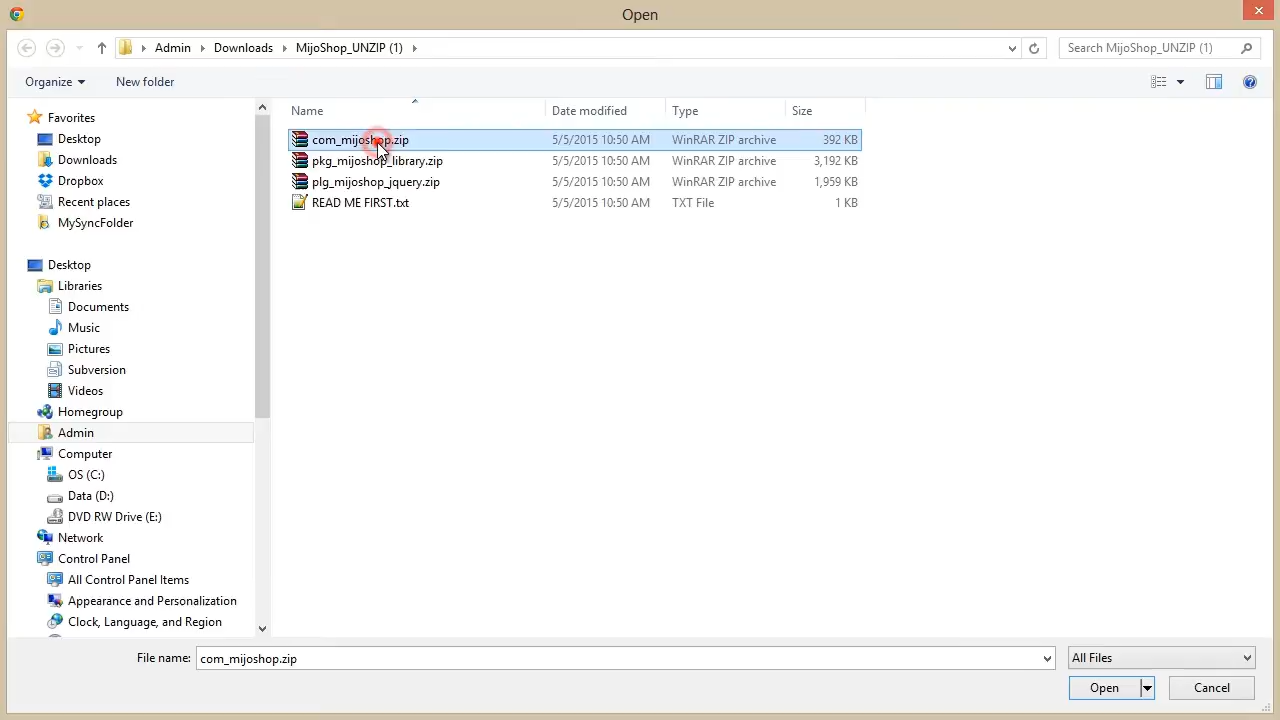 Open
Admin
Downloads
MijoShop_UNZIP (1)
Search MijoShop_UNZIP (1)
Organize
New folder
Favorites
Desktop
Downloads
Dropbox
Recent places
MySyncFolder
Desktop
Libraries
Documents
Music
Pictures
Subversion
Videos
Homegroup
Admin
Computer
OS (C:)
Data (D:)
DVD RW Drive (E:)
Network
Control Panel
All Control Panel Items
Appearance and Personalization
Clock, Language, and Region
Name Date modified Type Size
com_mijoshop.zip 5/5/2015 10:50 AM WinRAR ZIP archive 392 KB
pkg_mijoshop_library.zip 5/5/2015 10:50 AM WinRAR ZIP archive 3,192 KB
plg_mijoshop_jquery.zip 5/5/2015 10:50 AM WinRAR ZIP archive 1,959 KB
READ ME FIRST.txt 5/5/2015 10:50 AM TXT File 1 KB
File name: com_mijoshop.zip
All Files
Open
Cancel